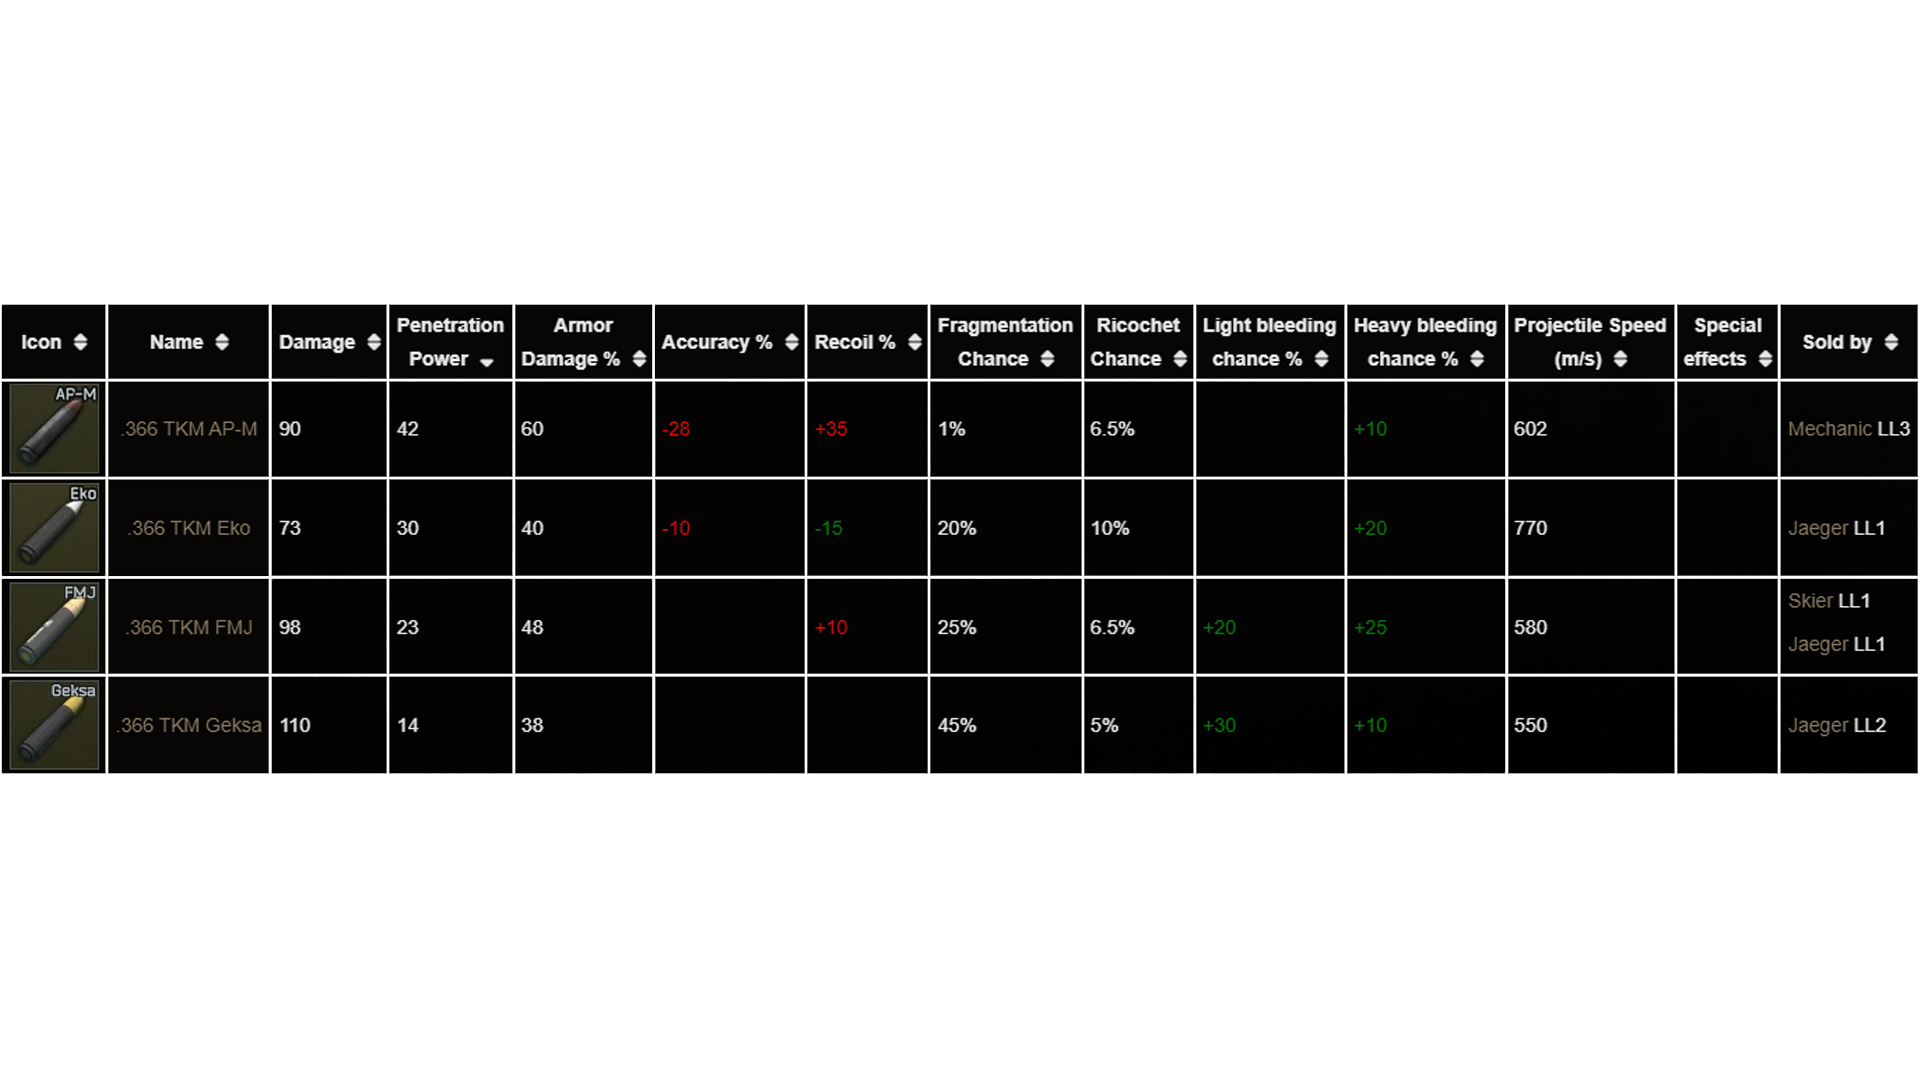 Icon Name Damage Penetration Power Armor Damage % Accuracy % Recoil % Fragmentation Chance Ricochet Chance Light bleeding chance % Heavy bleeding chance % Projectile Speed (m/s) Special effects Sold by
AP-M .366 TKM AP-M 90 42 60 -28 +35 1% 6.5% +10 602 Mechanic LL3
Eko .366 TKM Eko 73 30 40 -10 -15 20% 10% +20 770 Jaeger LL1
FMJ .366 TKM FMJ 98 23 48 +10 25% 6.5% +20 +25 580 Skier LL1
Jaeger LL1
Geksa .366 TKM Geksa 110 14 38 45% 5% +30 +10 550 Jaeger LL2